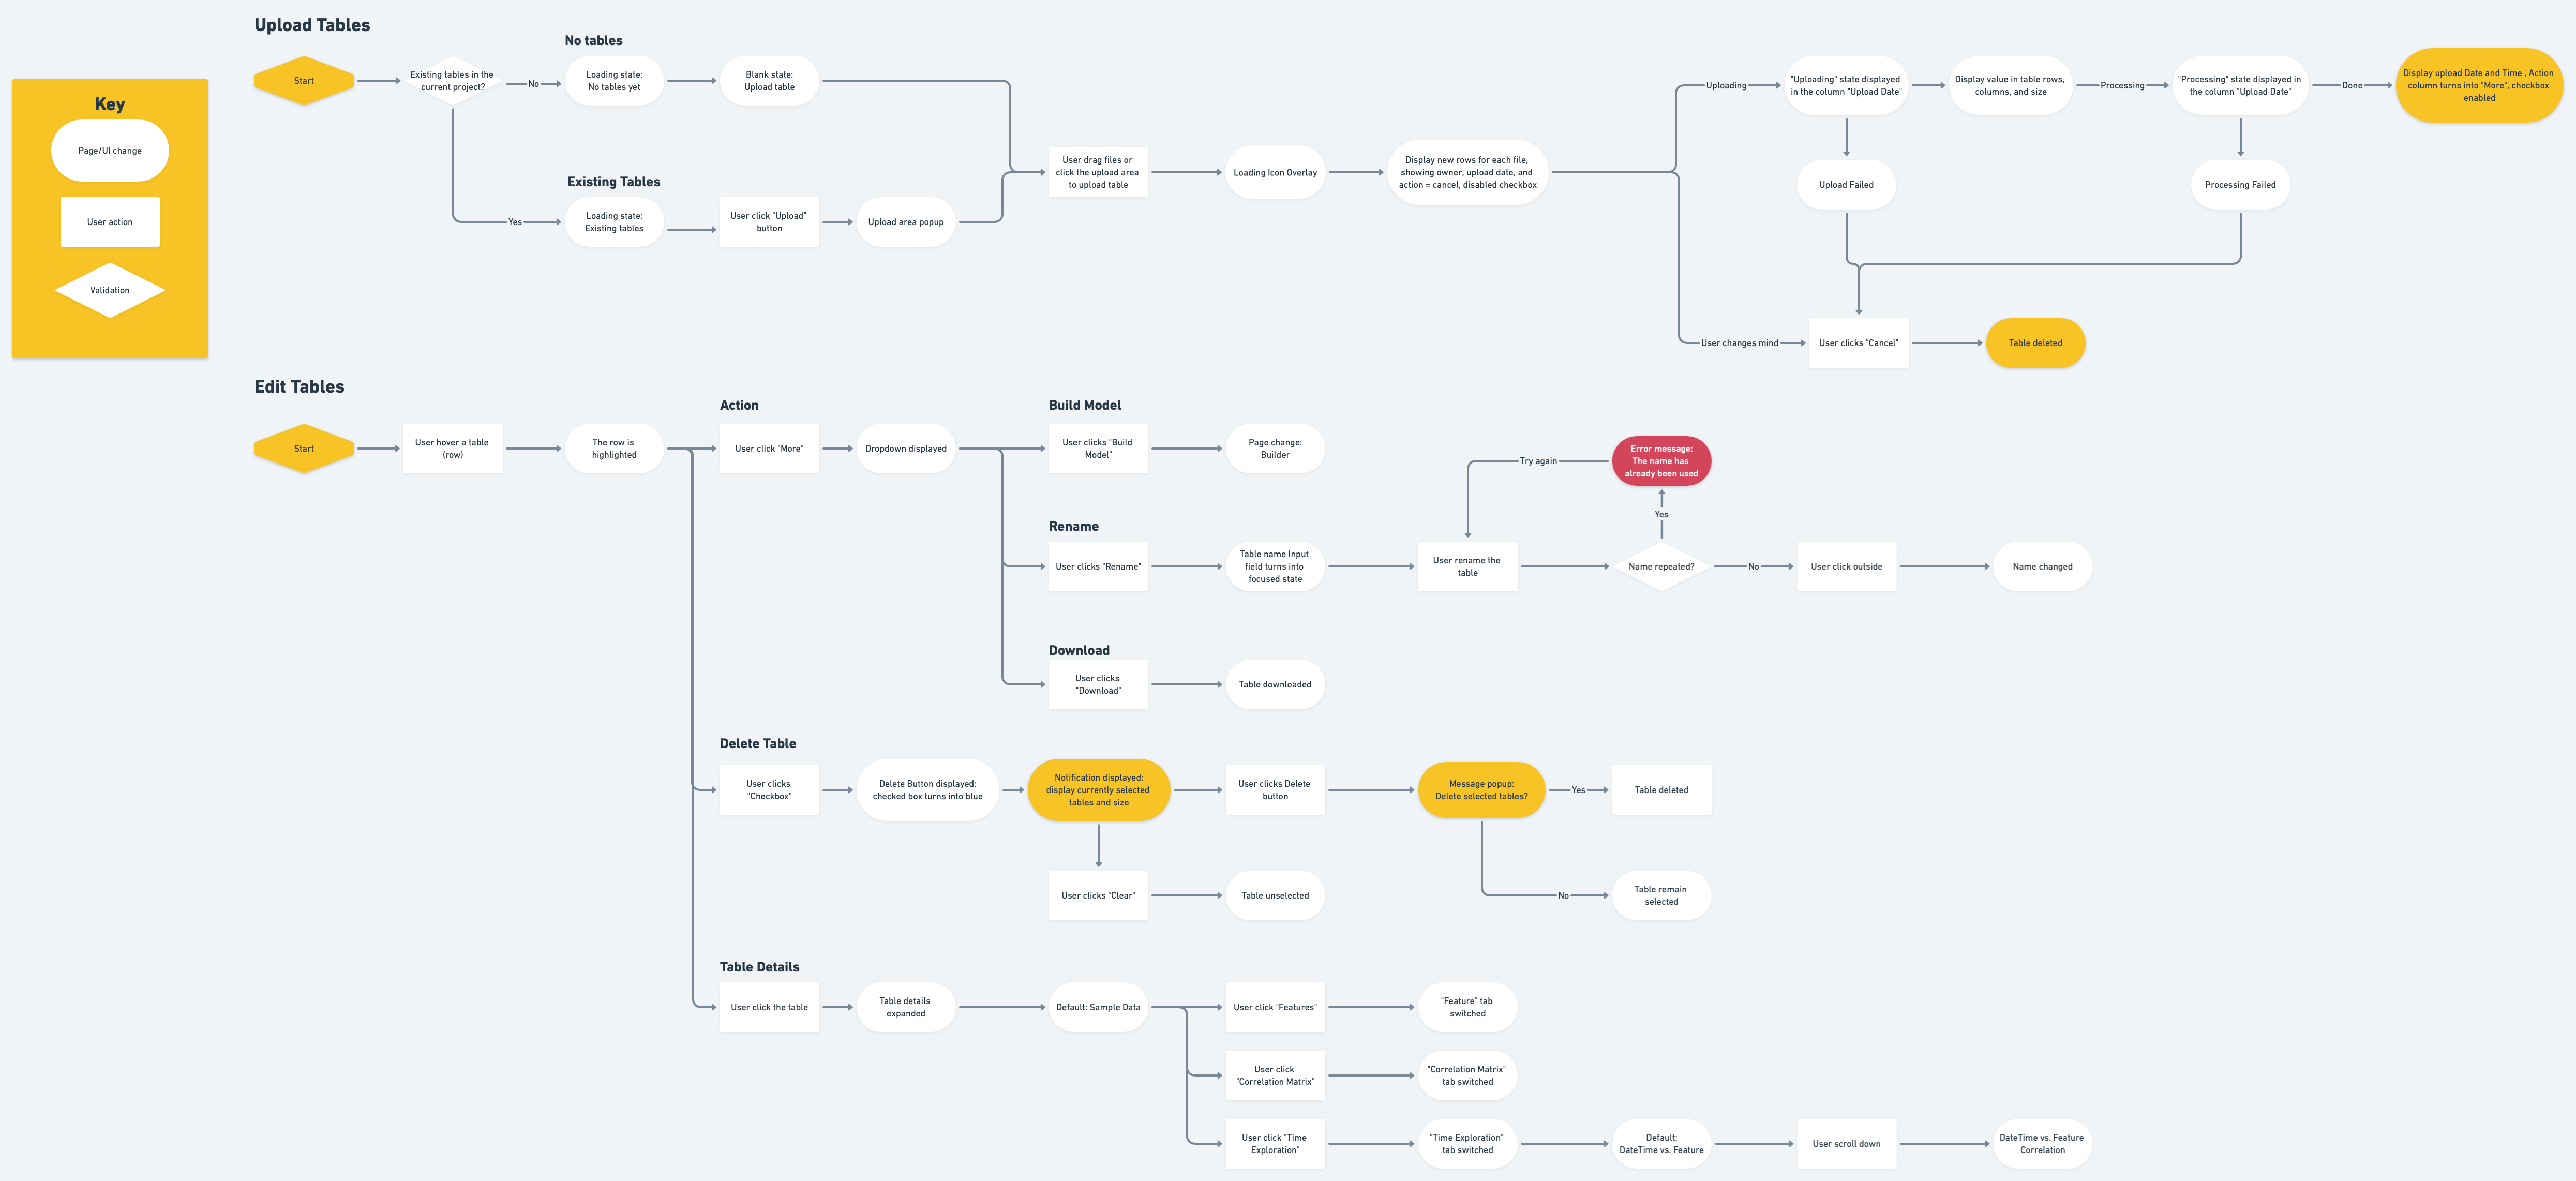 Upload Tables
No tables
Key
Page/UI change
User action
Validation
Start
Existing tables in the
current project?
No
Loading state:
No tables yet
Blank state:
Upload table
Yes
Existing Tables
Loading state:
Existing tables
User click "Upload"
button
Upload area popup
User drag files or
click the upload area
to upload table
Loading Icon Overlay
Display new rows for each file,
showing owner, upload date, and
action = cancel, disabled checkbox
Uploading
"Uploading" state displayed
in the column "Upload Date"
Display value in table rows,
columns, and size
Processing
"Processing" state displayed in
the column "Upload Date"
Done
Display upload Date and Time , Action
column turns into "More", checkbox
enabled
Upload Failed
Processing Failed
User changes mind
User clicks "Cancel"
Table deleted
Edit Tables
Start
User hover a table
(row)
The row is
highlighted
Action
User click "More"
Dropdown displayed
Build Model
User clicks "Build
Model"
Page change:
Builder
Rename
User clicks "Rename"
Table name Input
field turns into
focused state
User rename the
table
Try again
Error message:
The name has
already been used
Yes
Name repeated?
No
User click outside
Name changed
Download
User clicks
"Download"
Table downloaded
Delete Table
User clicks
"Checkbox"
Delete Button displayed:
checked box turns into blue
Notification displayed:
display currently selected
tables and size
User clicks Delete
button
Message popup:
Delete selected tables?
Yes
Table deleted
User clicks "Clear"
Table unselected
No
Table remain
selected
Table Details
User click the table
Table details
expanded
Default: Sample Data
User click "Features"
"Feature" tab
switched
User click
"Correlation Matrix"
"Correlation Matrix"
tab switched
User click "Time
Exploration"
"Time Exploration"
tab switched
Default:
DateTime vs. Feature
User scroll down
DateTime vs. Feature
Correlation